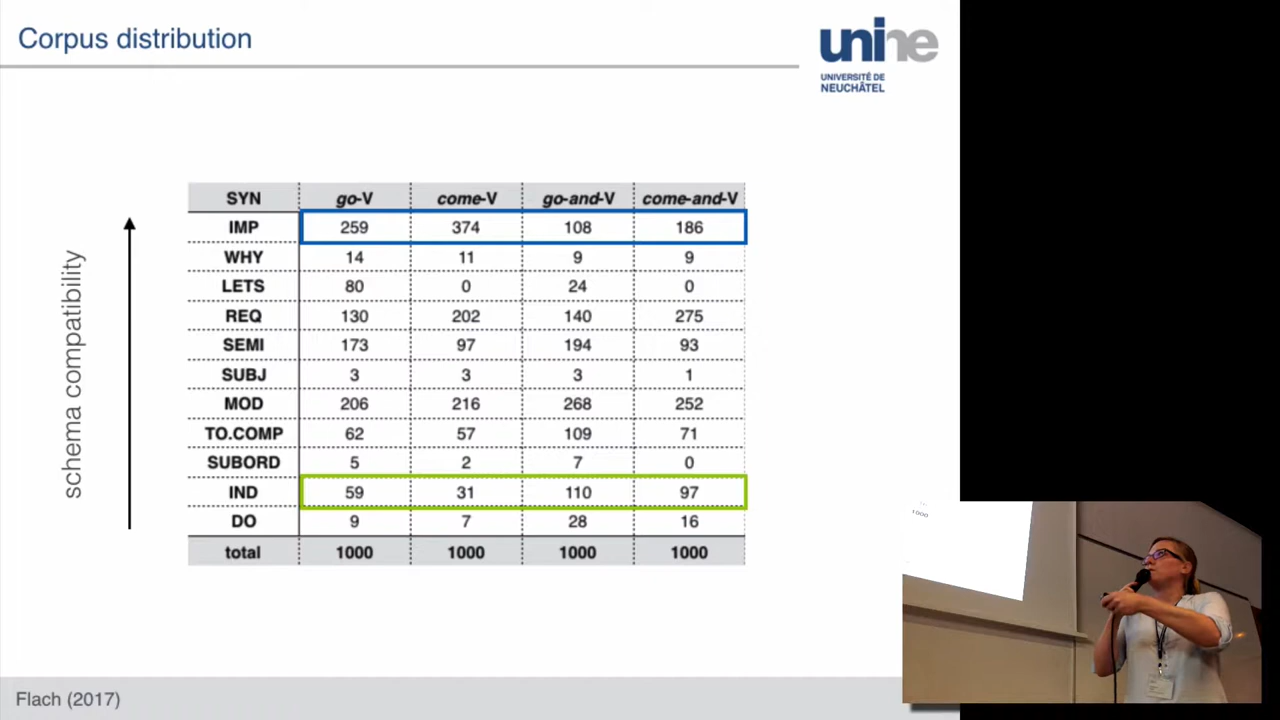 Corpus distribution
unine
UNIVERSITÉ DE
NEUCHÂTEL
schema compatibility
SYN go-V come-V go-and-V come-and-V
IMP 259 374 108 186
WHY 14 11 9 9
LETS 80 0 24 0
REQ 130 202 140 275
SEMI 173 97 194 93
SUBJ 3 3 3 1
MOD 206 216 268 252
TO.COMP 62 57 109 71
SUBORD 5 2 7 0
IND 59 31 110 97
DO 9 7 28 16
total 1000 1000 1000 1000
1000
Flach (2017)